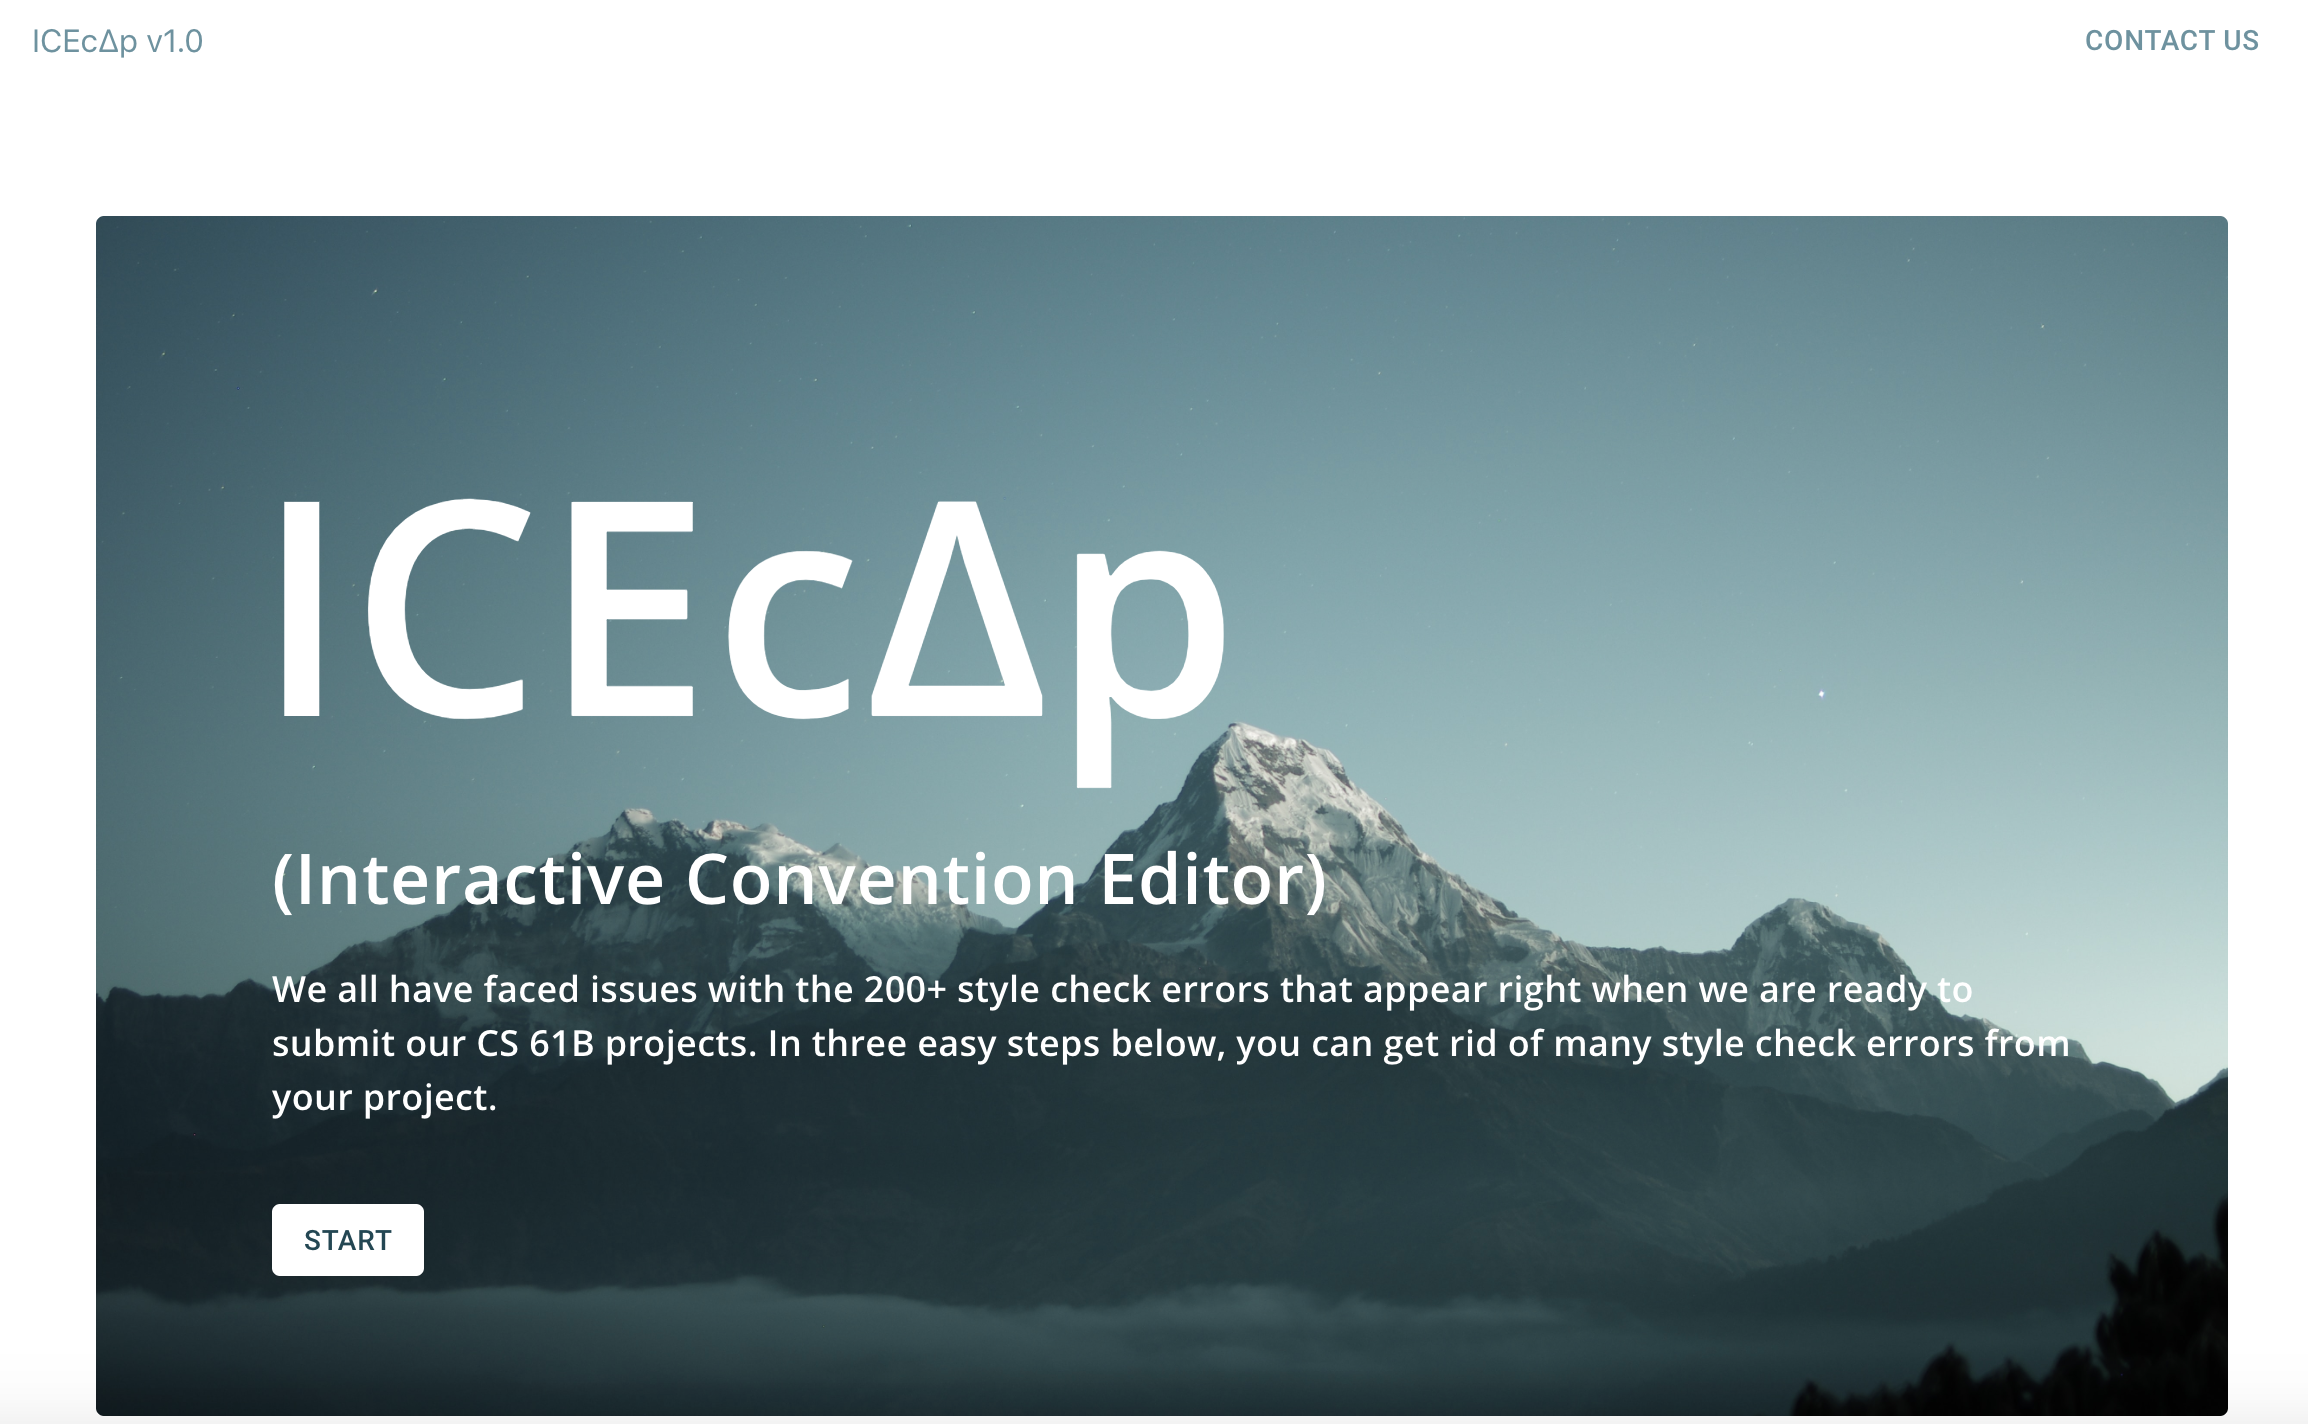 ICEcΔp v1.0
CONTACT US
ICEcΔp
(Interactive Convention Editor)
We all have faced issues with the 200+ style check errors that appear right when we are ready to
submit our CS 61B projects. In three easy steps below, you can get rid of many style check errors from
your project.
START